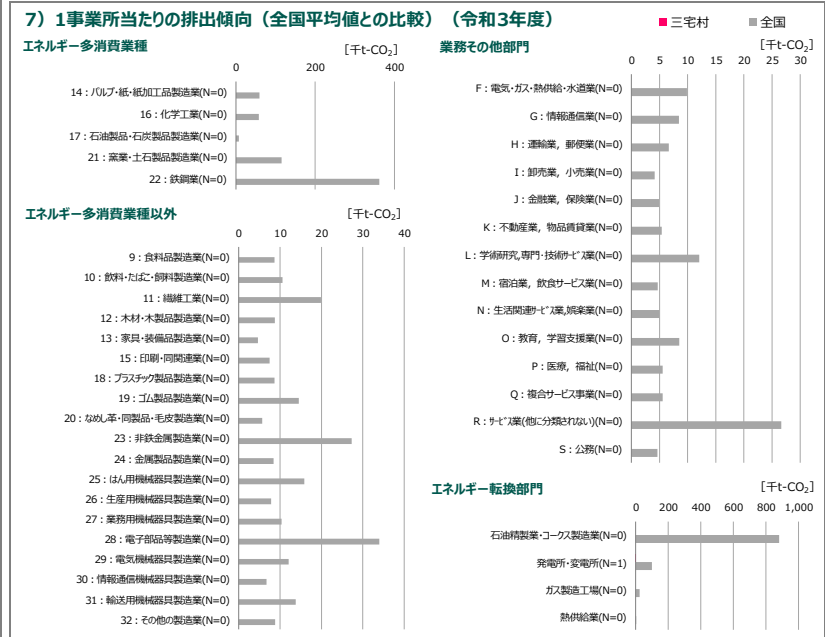 7）1事業所当たりの排出傾向（全国平均値との比較）（令和3年度）
■三宅村 ■全国
エネルギー多消費業種
[千t-CO₂]
0 200 400
14：パルプ・紙・紙加工品製造業(N=0)
16：化学工業(N=0)
17：石油製品・石炭製品製造業(N=0)
21：窯業・土石製品製造業(N=0)
22：鉄鋼業(N=0)
エネルギー多消費業種以外
[千t-CO₂]
0 10 20 30 40
9：食料品製造業(N=0)
10：飲料・たばこ・飼料製造業(N=0)
11：繊維工業(N=0)
12：木材・木製品製造業(N=0)
13：家具・装備品製造業(N=0)
15：印刷・同関連業(N=0)
18：プラスチック製品製造業(N=0)
19：ゴム製品製造業(N=0)
20：なめし革・同製品・毛皮製造業(N=0)
23：非鉄金属製造業(N=0)
24：金属製品製造業(N=0)
25：はん用機械器具製造業(N=0)
26：生産用機械器具製造業(N=0)
27：業務用機械器具製造業(N=0)
28：電子部品等製造業(N=0)
29：電気機械器具製造業(N=0)
30：情報通信機械器具製造業(N=0)
31：輸送用機械器具製造業(N=0)
32：その他の製造業(N=0)
業務その他部門
[千t-CO₂]
0 5 10 15 20 25 30
F：電気・ガス・熱供給・水道業(N=0)
G：情報通信業(N=0)
H：運輸業，郵便業(N=0)
I：卸売業，小売業(N=0)
J：金融業，保険業(N=0)
K：不動産業，物品賃貸業(N=0)
L：学術研究,専門・技術ｻｰﾋﾞｽ業(N=0)
M：宿泊業，飲食サービス業(N=0)
N：生活関連ｻｰﾋﾞｽ業,娯楽業(N=0)
O：教育，学習支援業(N=0)
P：医療，福祉(N=0)
Q：複合サービス事業(N=0)
R：ｻｰﾋﾞｽ業(他に分類されない)(N=0)
S：公務(N=0)
エネルギー転換部門
[千t-CO₂]
0 200 400 600 800 1,000
石油精製業・コークス製造業(N=0)
発電所・変電所(N=1)
ガス製造工場(N=0)
熱供給業(N=0)